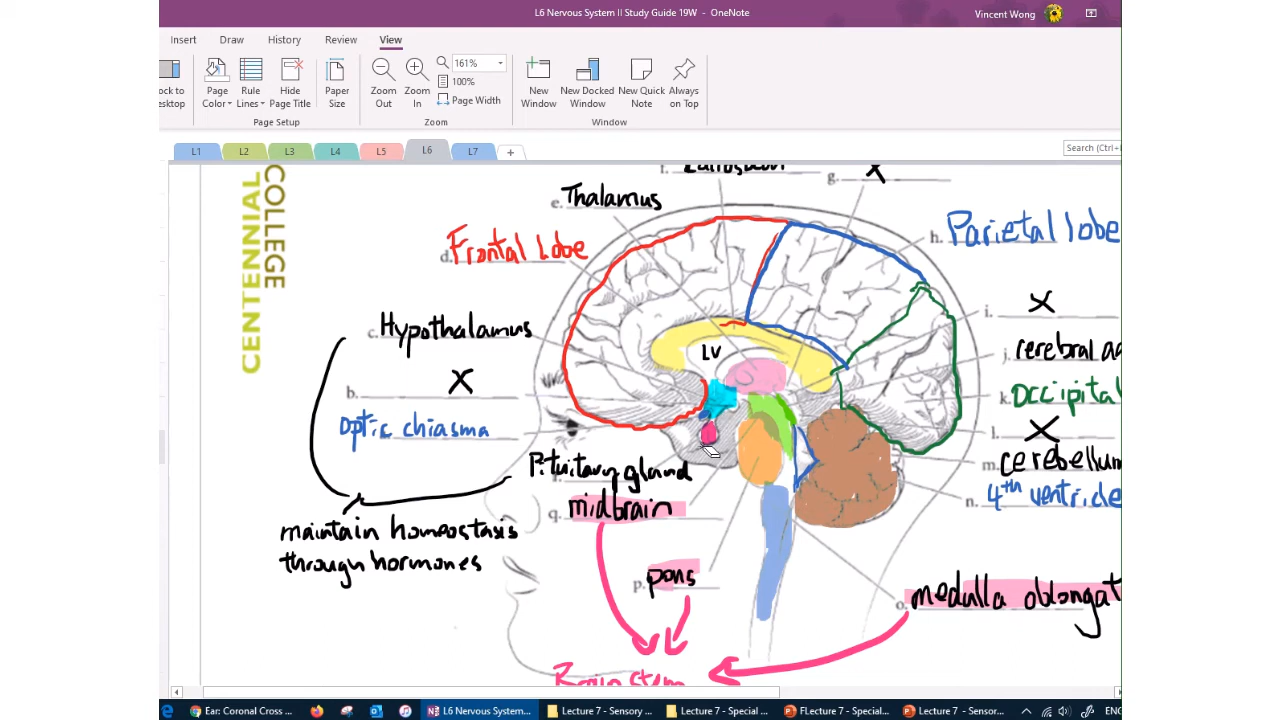 L6 Nervous System II Study Guide 19W - OneNote
Vincent Wong
Insert Draw History Review View
Page Color
Rule Lines
Hide Page Title
Paper Size
Zoom Out
Zoom In
161%
100%
Page Width
New Window
New Docked Window
New Quick Note
Always on Top
Page Setup
Zoom
Window
L1 L2 L3 L4 L5 L6 L7 +
Search (Ctrl+
CENTENNIAL
COLLEGE
f.
g. X
e. Thalamus
d. Frontal lobe
h. Parietal lobe
c. Hypothalamus
i. X
LV
j. cerebral aq
b. X
k. Occipital
optic chiasma
l. X
Pituitary gland
m. cerebellum
q. midbrain
n. 4th ventricle
maintain homeostasis
through hormones
p. pons
o. medulla oblongat
Brain stem
Ear: Coronal Cross ...
L6 Nervous System...
Lecture 7 - Sensory ...
Lecture 7 - Special ...
FLecture 7 - Special...
Lecture 7 - Sensor...
ENG